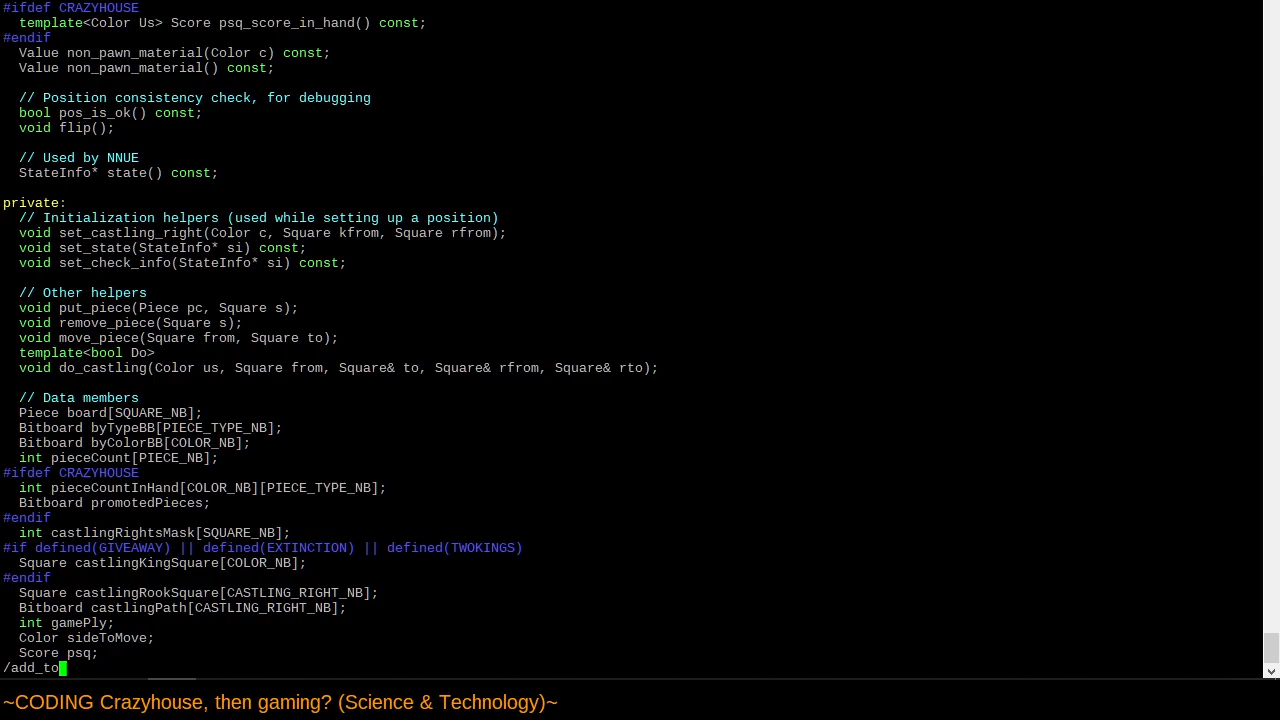 #ifdef CRAZYHOUSE
  template<Color Us> Score psq_score_in_hand() const;
#endif
  Value non_pawn_material(Color c) const;
  Value non_pawn_material() const;

  // Position consistency check, for debugging
  bool pos_is_ok() const;
  void flip();

  // Used by NNUE
  StateInfo* state() const;

private:
  // Initialization helpers (used while setting up a position)
  void set_castling_right(Color c, Square kfrom, Square rfrom);
  void set_state(StateInfo* si) const;
  void set_check_info(StateInfo* si) const;

  // Other helpers
  void put_piece(Piece pc, Square s);
  void remove_piece(Square s);
  void move_piece(Square from, Square to);
  template<bool Do>
  void do_castling(Color us, Square from, Square& to, Square& rfrom, Square& rto);

  // Data members
  Piece board[SQUARE_NB];
  Bitboard byTypeBB[PIECE_TYPE_NB];
  Bitboard byColorBB[COLOR_NB];
  int pieceCount[PIECE_NB];
#ifdef CRAZYHOUSE
  int pieceCountInHand[COLOR_NB][PIECE_TYPE_NB];
  Bitboard promotedPieces;
#endif
  int castlingRightsMask[SQUARE_NB];
#if defined(GIVEAWAY) || defined(EXTINCTION) || defined(TWOKINGS)
  Square castlingKingSquare[COLOR_NB];
#endif
  Square castlingRookSquare[CASTLING_RIGHT_NB];
  Bitboard castlingPath[CASTLING_RIGHT_NB];
  int gamePly;
  Color sideToMove;
  Score psq;
/add_to
~CODING Crazyhouse, then gaming? (Science & Technology)~